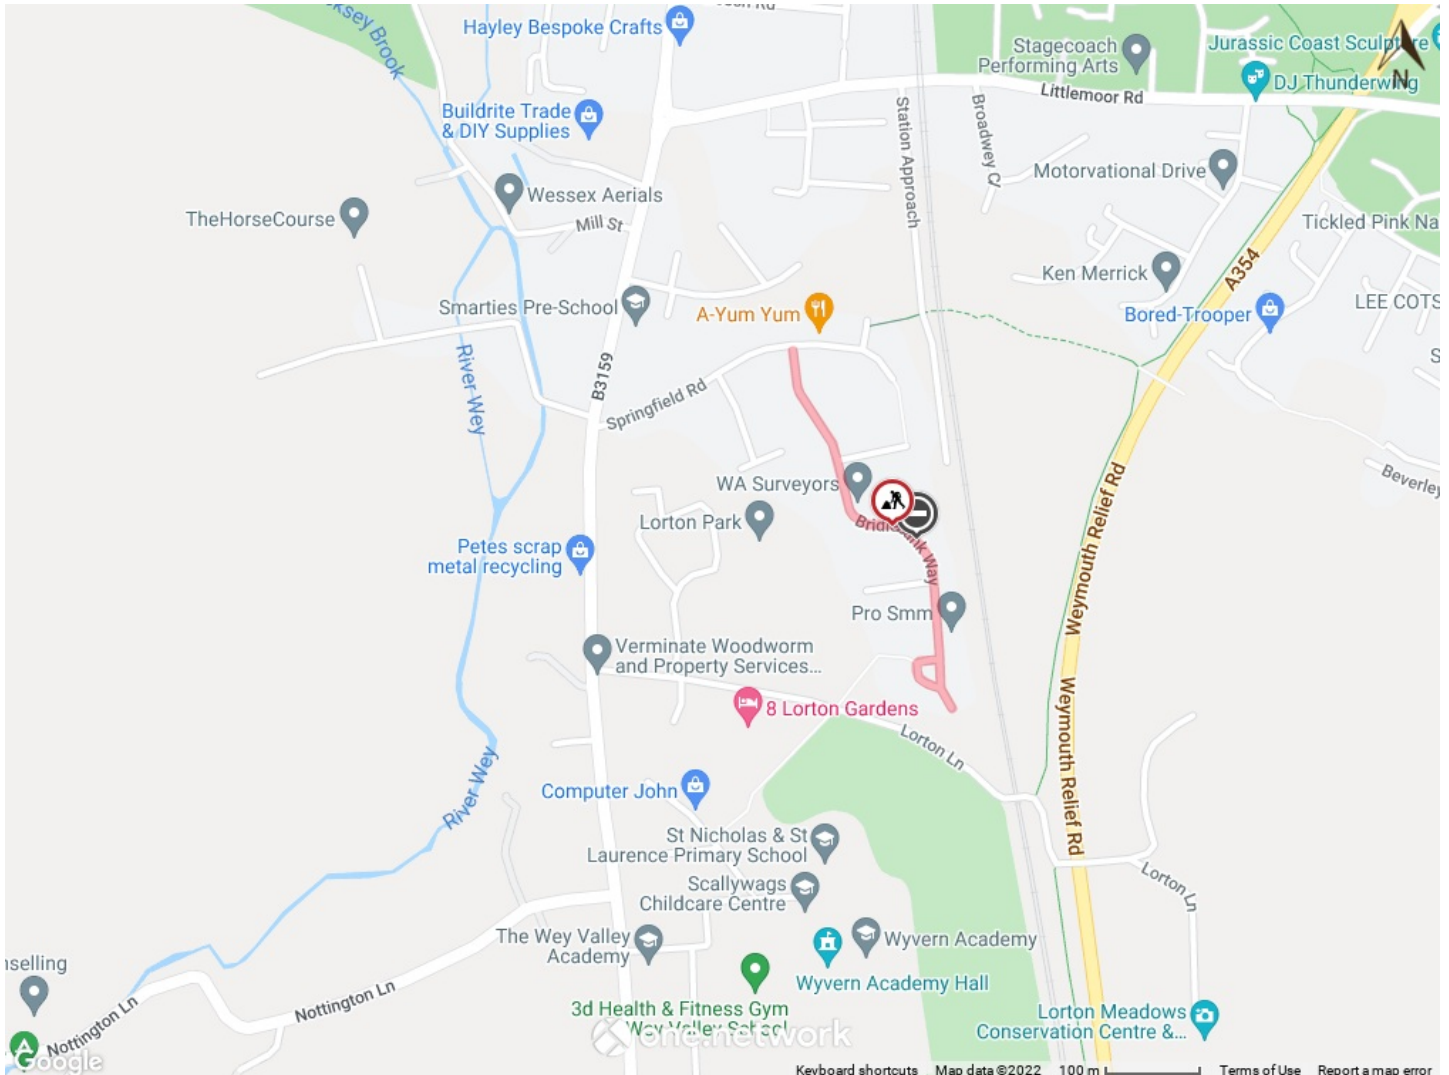 Hayley Bespoke Crafts
Stagecoach
Performing Arts
Jurassic Coast Sculpture
N
DJ Thunderwing
Littlemoor Rd
Buildrite Trade
& DIY Supplies
Station Approach
Broadwey Cl
Motorvational Drive
Wessex Aerials
TheHorseCourse
Mill St
Tickled Pink Na
Ken Merrick
A354
Smarties Pre-School
A-Yum Yum
Bored-Trooper
LEE COTS
S
River Wey
B3159
Springfield Rd
WA Surveyors
Beverley
Lorton Park
Way
Weymouth Relief Rd
Petes scrap
metal recycling
Pro Smm
Verminate Woodworm
and Property Services...
8 Lorton Gardens
Lorton Ln
Weymouth Relief Rd
River Wey
Computer John
St Nicholas & St
Laurence Primary School
Scallywags
Childcare Centre
Lorton Ln
The Wey Valley
Academy
Wyvern Academy
nselling
Wyvern Academy Hall
Nottington Ln
Nottington Ln
3d Health & Fitness Gym
Wey Valley School
Lorton Meadows
Conservation Centre &...
one.network
Google
Keyboard shortcuts
Map data ©2022
100 m
Terms of Use
Report a map error